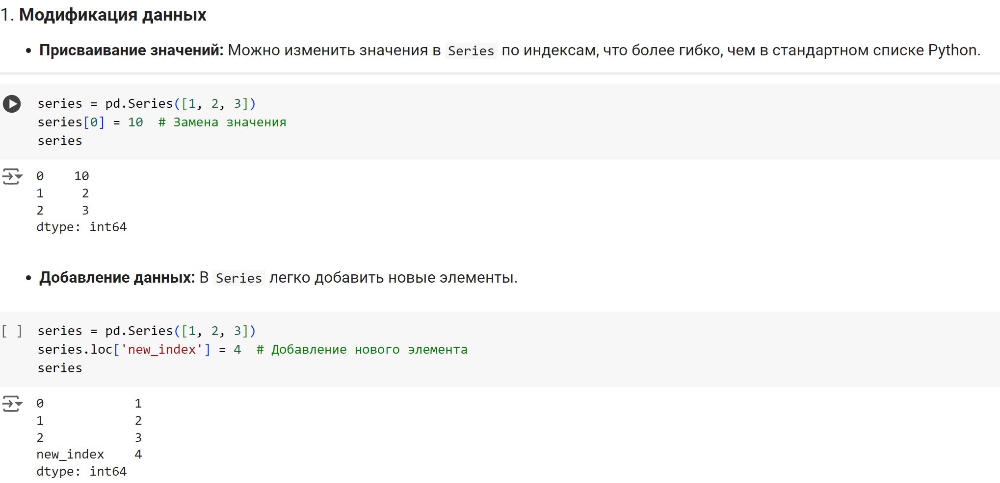 1. Модификация данных
• Присваивание значений: Можно изменить значения в Series по индексам, что более гибко, чем в стандартном списке Python.
series = pd.Series([1, 2, 3])
series[0] = 10  # Замена значения
series
0    10
1     2
2     3
dtype: int64
• Добавление данных: В Series легко добавить новые элементы.
[ ] series = pd.Series([1, 2, 3])
series.loc['new_index'] = 4  # Добавление нового элемента
series
0            1
1            2
2            3
new_index    4
dtype: int64